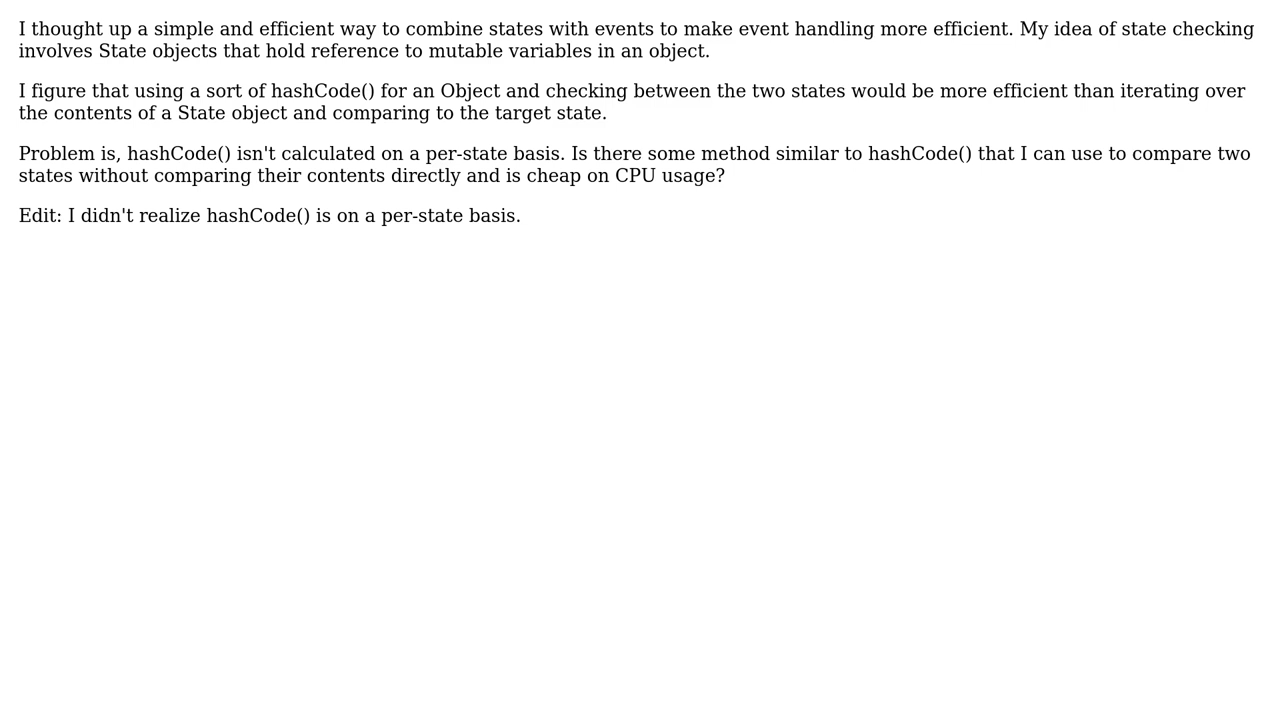 I thought up a simple and efficient way to combine states with events to make event handling more efficient. My idea of state checking
involves State objects that hold reference to mutable variables in an object.
I figure that using a sort of hashCode() for an Object and checking between the two states would be more efficient than iterating over
the contents of a State object and comparing to the target state.
Problem is, hashCode() isn't calculated on a per-state basis. Is there some method similar to hashCode() that I can use to compare two
states without comparing their contents directly and is cheap on CPU usage?
Edit: I didn't realize hashCode() is on a per-state basis.